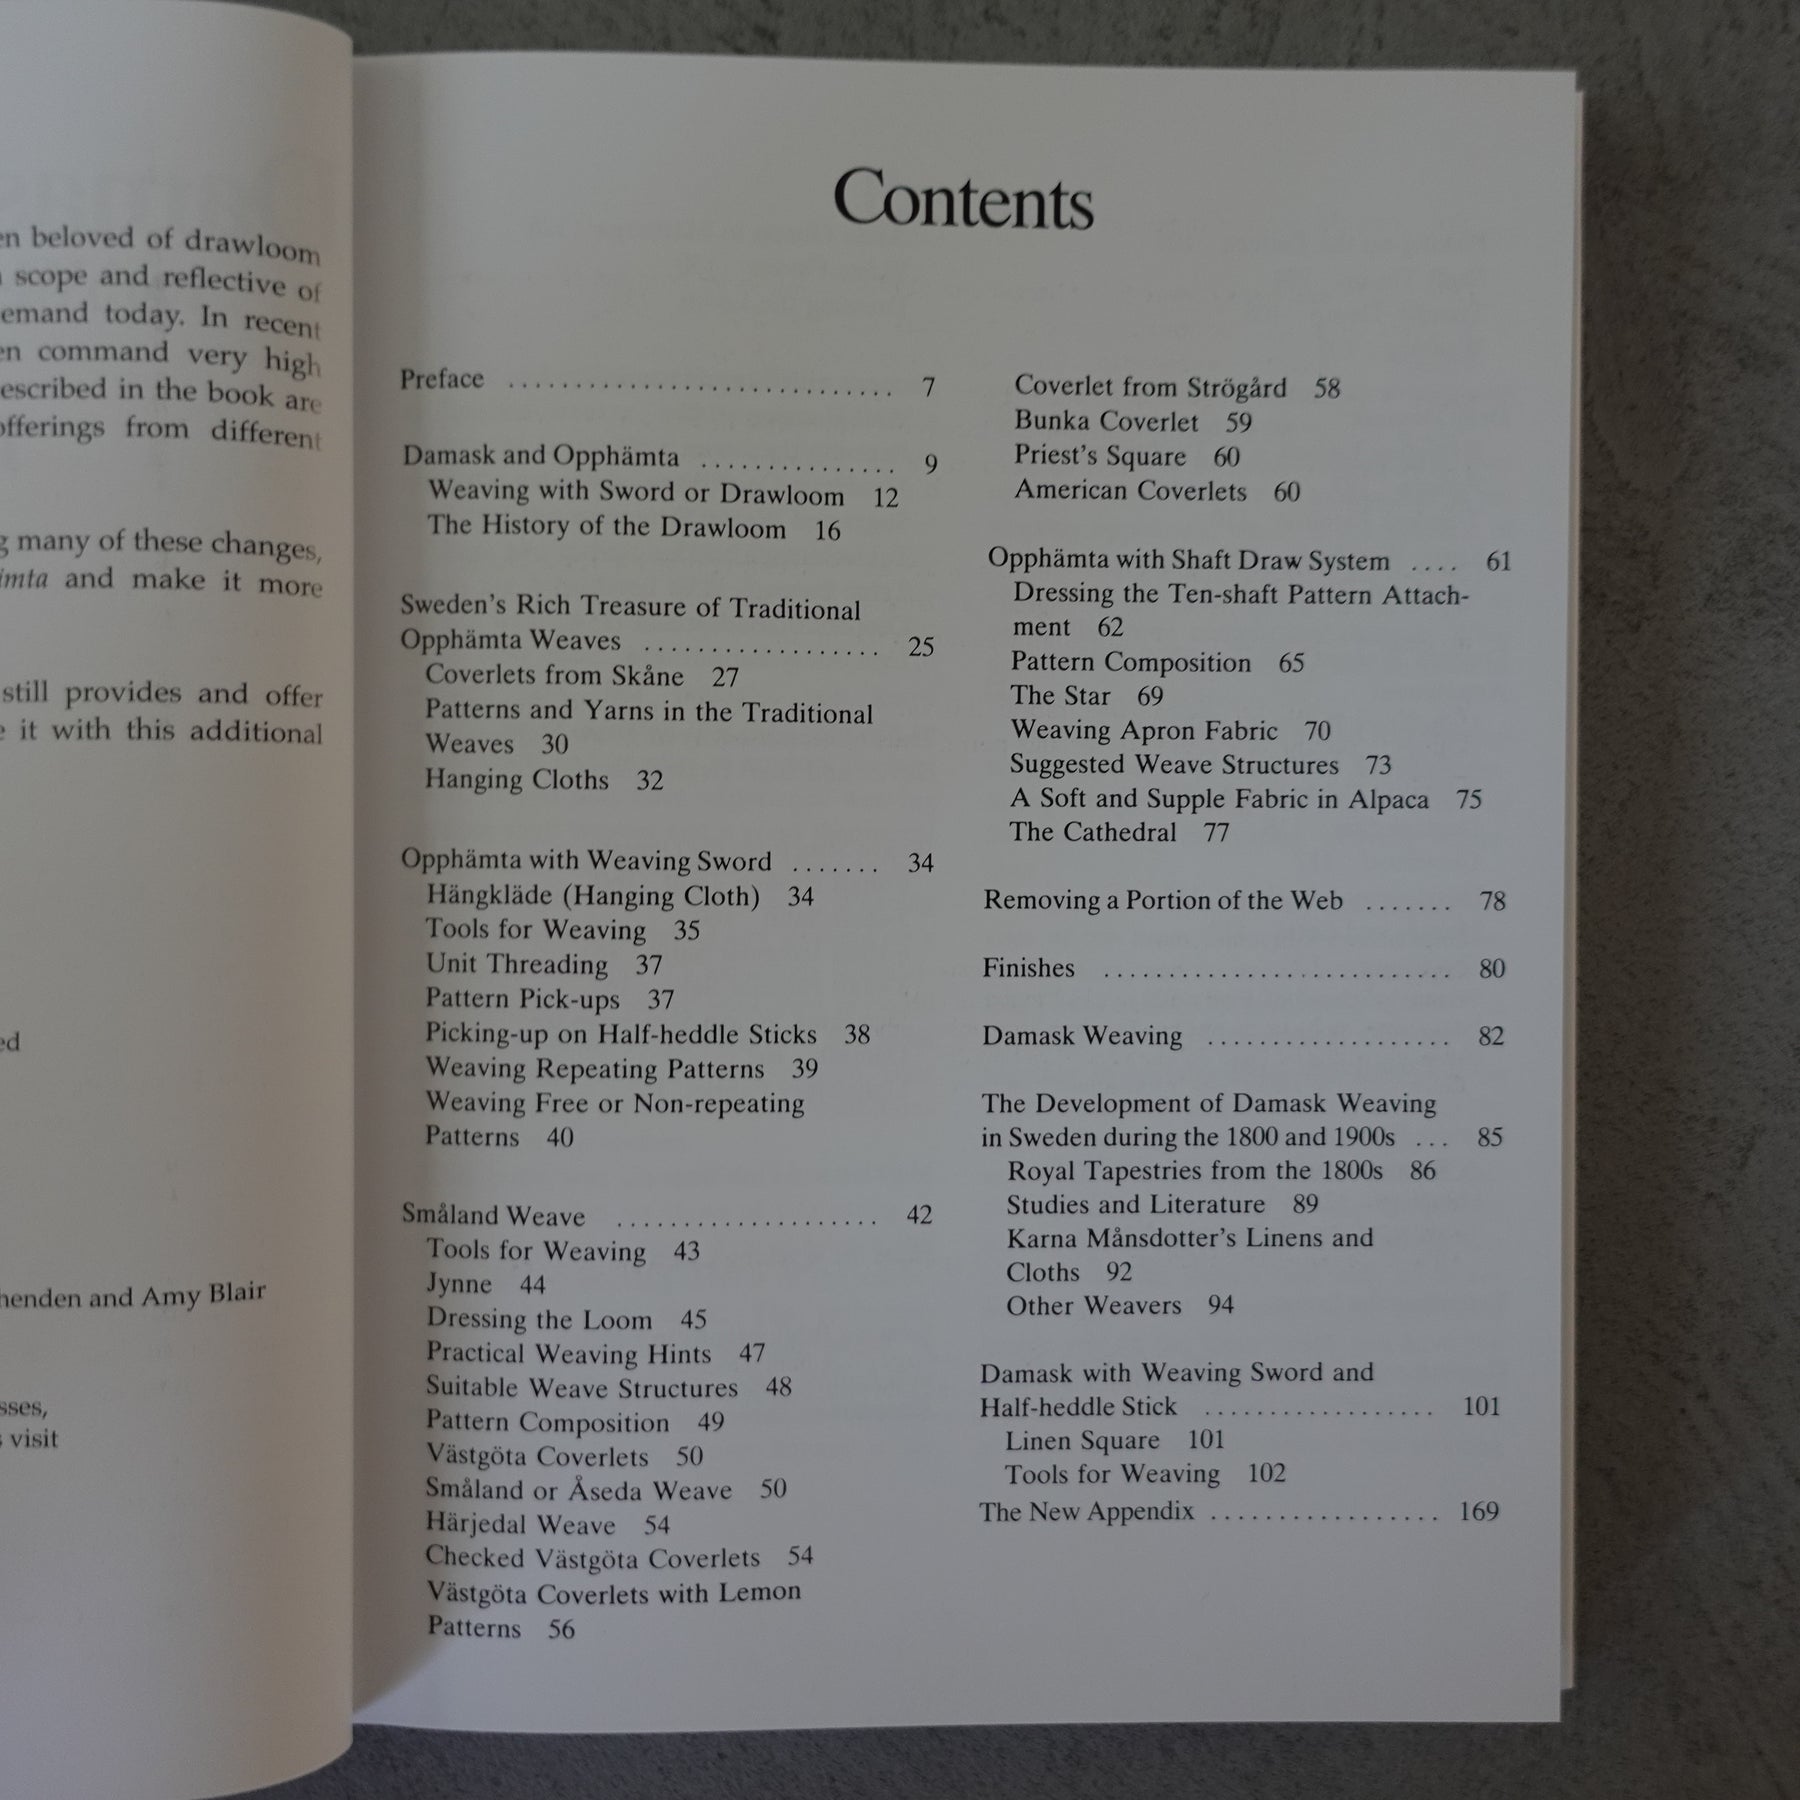 beloved of drawloom
scope and reflective of
today. In recent
command very high
in the book are
from different
many of these changes,
and make it more
still provides and offer
it with this additional
and Amy Blair
visit
Contents
Preface ............................. 7
Damask and Opphämta ............... 9
Weaving with Sword or Drawloom 12
The History of the Drawloom 16
Sweden's Rich Treasure of Traditional
Opphämta Weaves .................. 25
Coverlets from Skåne 27
Patterns and Yarns in the Traditional
Weaves 30
Hanging Cloths 32
Opphämta with Weaving Sword ....... 34
Hängkläde (Hanging Cloth) 34
Tools for Weaving 35
Unit Threading 37
Pattern Pick-ups 37
Picking-up on Half-heddle Sticks 38
Weaving Repeating Patterns 39
Weaving Free or Non-repeating
Patterns 40
Småland Weave .................... 42
Tools for Weaving 43
Jynne 44
Dressing the Loom 45
Practical Weaving Hints 47
Suitable Weave Structures 48
Pattern Composition 49
Västgöta Coverlets 50
Småland or Åseda Weave 50
Härjedal Weave 54
Checked Västgöta Coverlets 54
Västgöta Coverlets with Lemon
Patterns 56
Coverlet from Strögård 58
Bunka Coverlet 59
Priest's Square 60
American Coverlets 60
Opphämta with Shaft Draw System .... 61
Dressing the Ten-shaft Pattern Attach-
ment 62
Pattern Composition 65
The Star 69
Weaving Apron Fabric 70
Suggested Weave Structures 73
A Soft and Supple Fabric in Alpaca 75
The Cathedral 77
Removing a Portion of the Web ....... 78
Finishes .......................... 80
Damask Weaving ................... 82
The Development of Damask Weaving
in Sweden during the 1800 and 1900s ... 85
Royal Tapestries from the 1800s 86
Studies and Literature 89
Karna Månsdotter's Linens and
Cloths 92
Other Weavers 94
Damask with Weaving Sword and
Half-heddle Stick .................. 101
Linen Square 101
Tools for Weaving 102
The New Appendix ................. 169